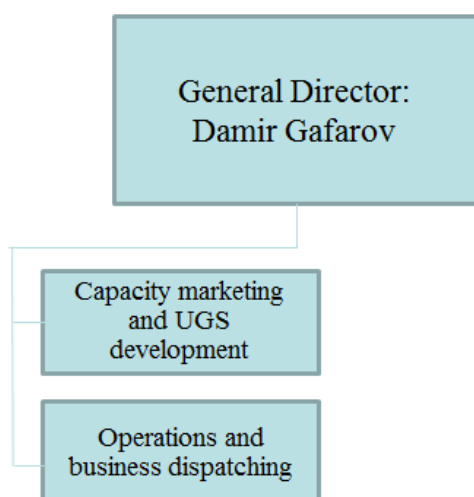 General Director:
Damir Gafarov
Capacity marketing
and UGS
development
Operations and
business dispatching